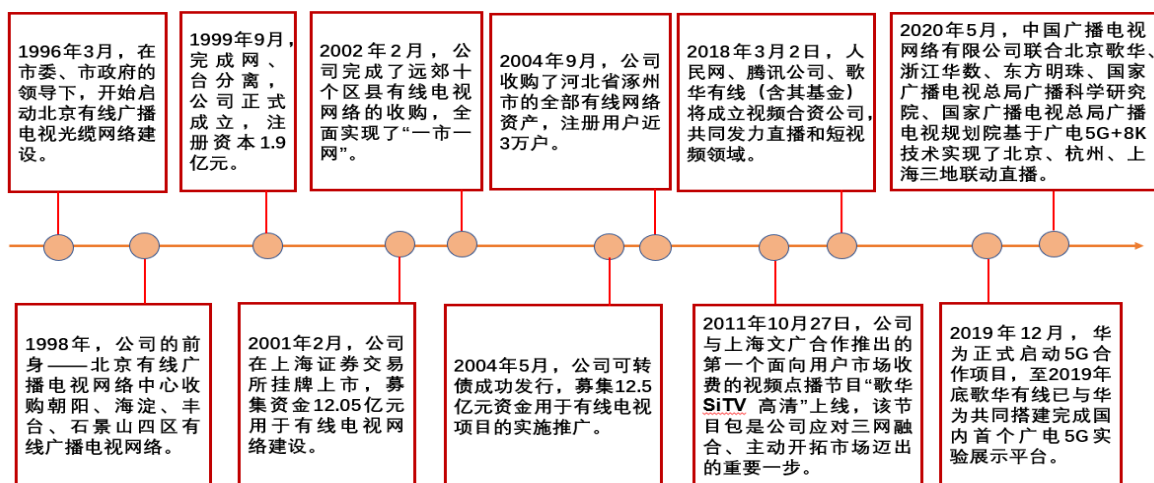 1996年3月，在
市委、市政府的
领导下，开始
启动北京有线广播
电视光缆网络建
设。
1999年9月，
完成网、
台分离，
公司正式
成立，注
册资本1.9
亿元。
2002年2月，公
司完成了远郊十
个区县有线电视
网络的收购，全
面实现了“一市一
网”。
2004年9月，公司
收购了河北省涿州
市的全部有线网络
资产，注册用户近
3万户。
2018年3月2日，人
民网、腾讯公司、歌
华有线（含其基金）
将成立视频合资公司，
共同发力直播和短视
频领域。
2020年5月，中国广播电视
网络有限公司联合北京歌华、
浙江华数、东方明珠、国家
广播电视总局广播科学研究
院、国家广播电视总局广播
电视规划院基于广电5G+8K
技术实现了北京、杭州、上
海三地联动直播。
1998年，公司的前
身——北京有线广
播电视网络中心收
购朝阳、海淀、丰
台、石景山四区有
线广播电视网络。
2001年2月，公司
在上海证券交易
所挂牌上市，募
集资金12.05亿元
用于有线电视网
络建设。
2004年5月，公司可转
债成功发行，募集12.5
亿元资金用于有线电视
项目的实施推广。
2011年10月27日，公司
与上海文广合作推出的
第一个面向用户市场收
费的视频点播节目“歌华
SiTV 高清”上线，该节
目包是公司应对三网融
合、主动开拓市场迈出
的重要一步。
2019年12月，华
为正式启动5G合
作项目，至2019年
底歌华有线已与华
为共同搭建完成国
内首个广电5G实
验展示平台。